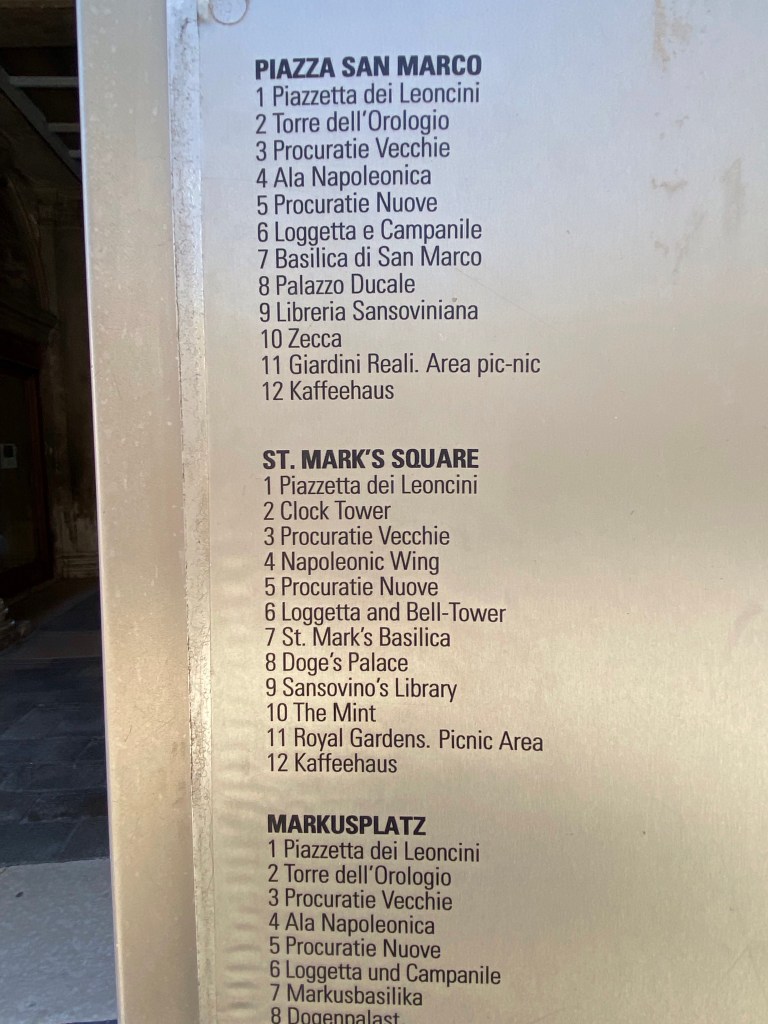 PIAZZA SAN MARCO
1 Piazzetta dei Leoncini
2 Torre dell'Orologio
3 Procuratie Vecchie
4 Ala Napoleonica
5 Procuratie Nuove
6 Loggetta e Campanile
7 Basilica di San Marco
8 Palazzo Ducale
9 Libreria Sansoviniana
10 Zecca
11 Giardini Reali. Area pic-nic
12 Kaffeehaus
ST. MARK'S SQUARE
1 Piazzetta dei Leoncini
2 Clock Tower
3 Procuratie Vecchie
4 Napoleonic Wing
5 Procuratie Nuove
6 Loggetta and Bell-Tower
7 St. Mark's Basilica
8 Doge's Palace
9 Sansovino's Library
10 The Mint
11 Royal Gardens. Picnic Area
12 Kaffeehaus
MARKUSPLATZ
1 Piazzetta dei Leoncini
2 Torre dell'Orologio
3 Procuratie Vecchie
4 Ala Napoleonica
5 Procuratie Nuove
6 Loggetta und Campanile
7 Markusbasilika
8 Dogenpalast